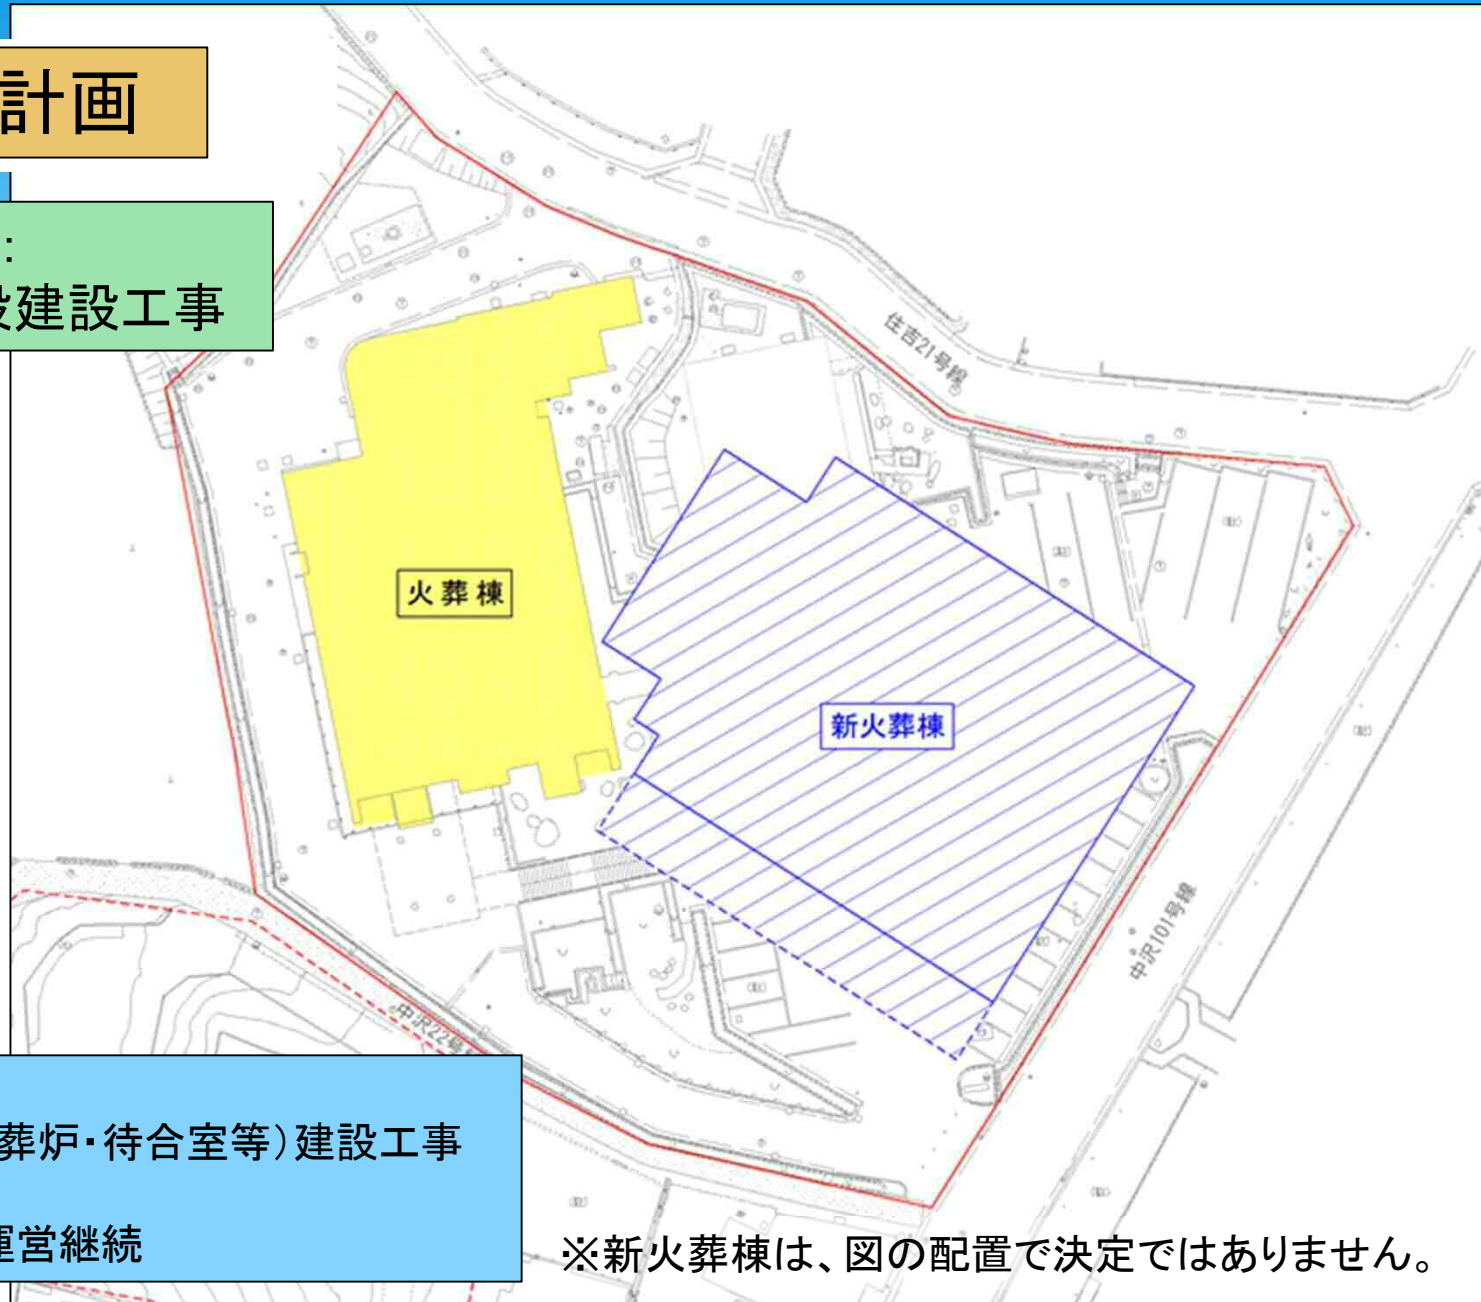 計画
:
建設工事
住吉21号線
火葬棟
新火葬棟
中沢101号線
中沢22号
葬炉・待合室等)建設工事
運営継続
※新火葬棟は、図の配置で決定ではありません。